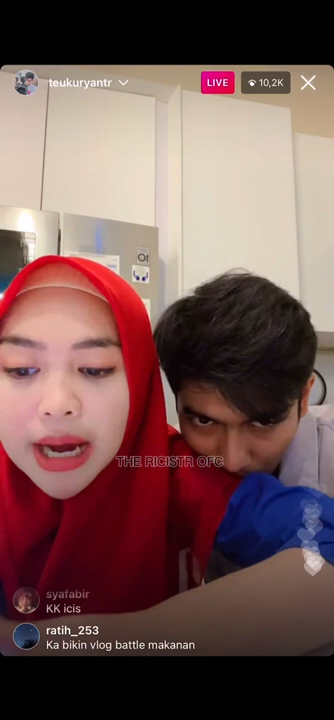 teukuryantr
LIVE
10,2K
THE RICISTR OFC
syafabir
KK icis
ratih_253
Ka bikin vlog battle makanan